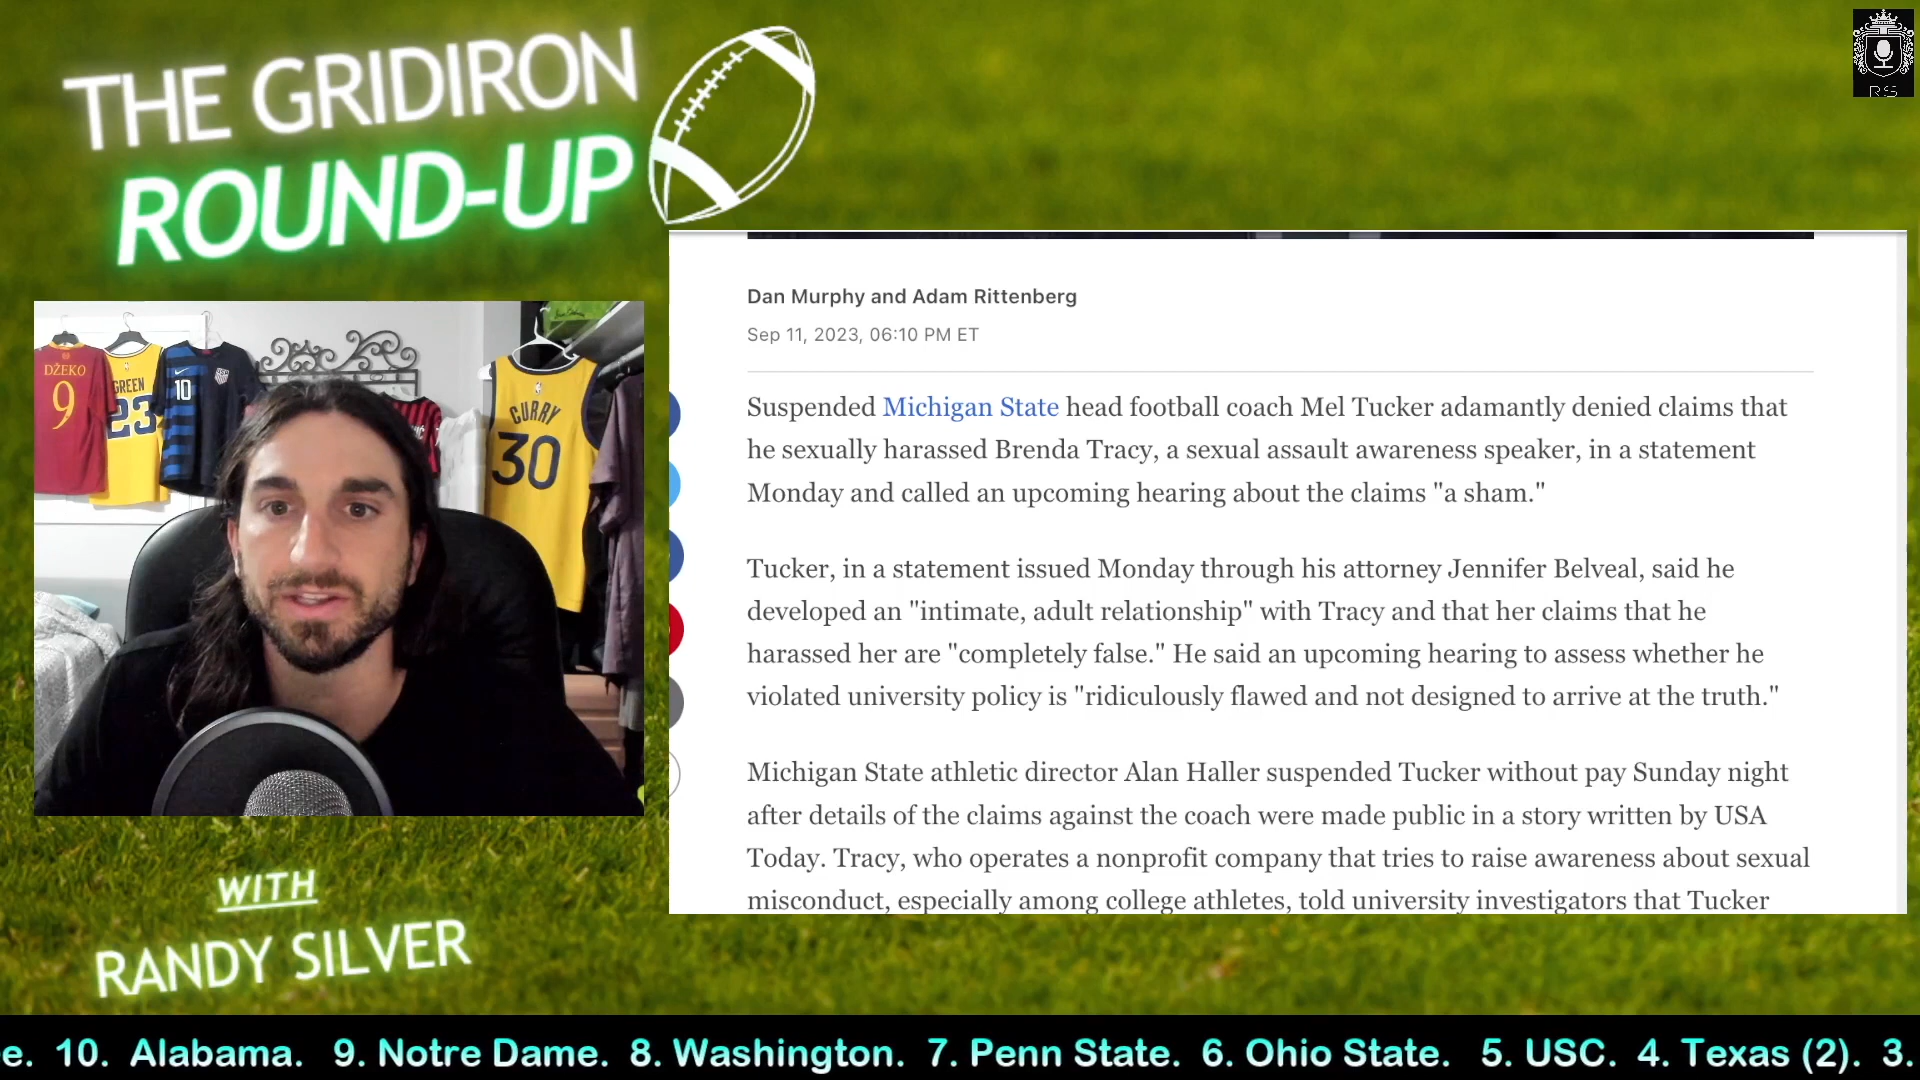 THE GRIDIRON
ROUND-UP
RS
Dan Murphy and Adam Rittenberg
Sep 11, 2023, 06:10 PM ET
Suspended Michigan State head football coach Mel Tucker adamantly denied claims that
he sexually harassed Brenda Tracy, a sexual assault awareness speaker, in a statement
Monday and called an upcoming hearing about the claims "a sham."
Tucker, in a statement issued Monday through his attorney Jennifer Belveal, said he
developed an "intimate, adult relationship" with Tracy and that her claims that he
harassed her are "completely false." He said an upcoming hearing to assess whether he
violated university policy is "ridiculously flawed and not designed to arrive at the truth."
Michigan State athletic director Alan Haller suspended Tucker without pay Sunday night
after details of the claims against the coach were made public in a story written by USA
Today. Tracy, who operates a nonprofit company that tries to raise awareness about sexual
misconduct, especially among college athletes, told university investigators that Tucker
DŽEKO
9
GREEN
23
10
CURRY
30
WITH
RANDY SILVER
e. 10. Alabama. 9. Notre Dame. 8. Washington. 7. Penn State. 6. Ohio State. 5. USC. 4. Texas (2). 3.